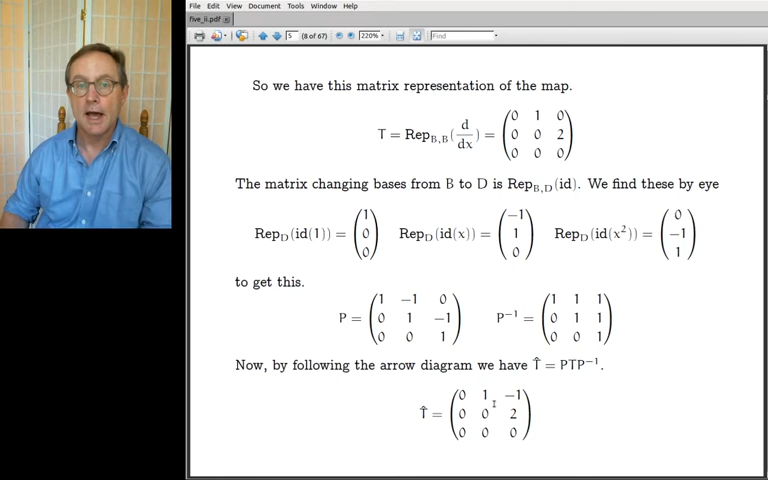 File Edit View Document Tools Window Help
five_ii.pdf
5 (8 of 67) 220% Find
So we have this matrix representation of the map.
T = Rep_{B,B}(d/dx) = (0 1 0
0 0 2
0 0 0)
The matrix changing bases from B to D is Rep_{B,D}(id). We find these by eye
Rep_D(id(1)) = (1 0 0) Rep_D(id(x)) = (−1 1 0) Rep_D(id(x²)) = (0 −1 1)
to get this.
P = (1 −1 0
0 1 −1
0 0 1) P⁻¹ = (1 1 1
0 1 1
0 0 1)
Now, by following the arrow diagram we have T̂ = PTP⁻¹.
T̂ = (0 1 −1
0 0 2
0 0 0)